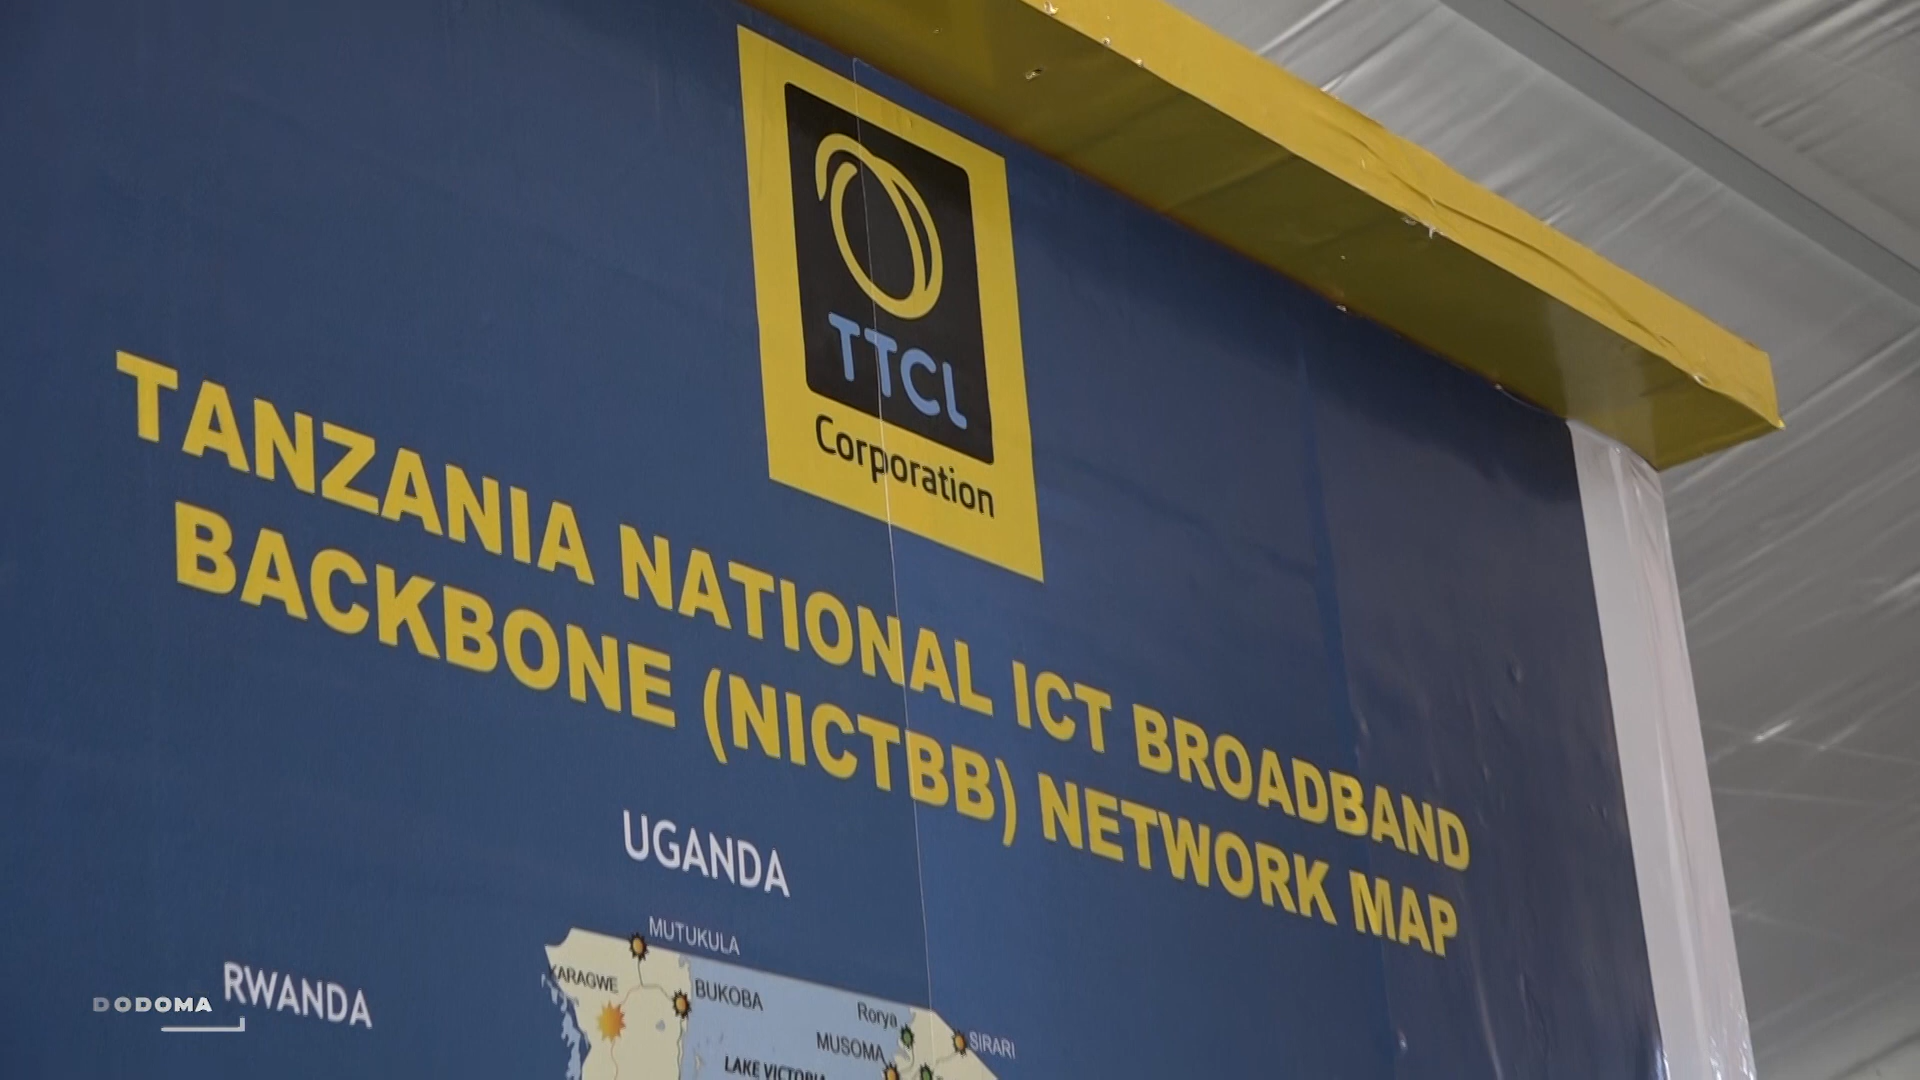 TTCL
Corporation
TANZANIA NATIONAL ICT BROADBAND
BACKBONE (NICTBB) NETWORK MAP
UGANDA
MUTUKULA
KARAGWE
BUKOBA
RWANDA
Rorya
SIRARI
MUSOMA
LAKE VICTORIA
DODOMA